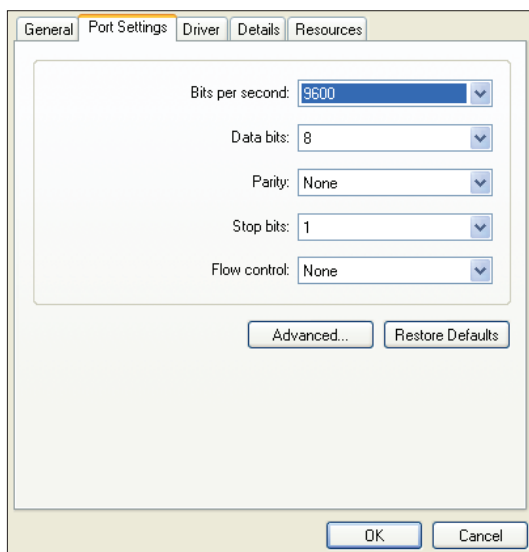 General Port Settings Driver Details Resources
Bits per second: 9600
Data bits: 8
Parity: None
Stop bits: 1
Flow control: None
Advanced... Restore Defaults
OK Cancel